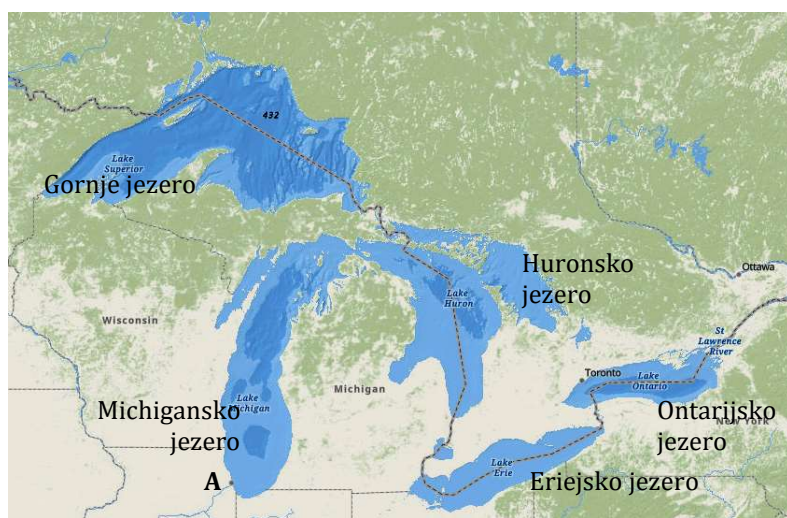 432
Lake
Superior
Gornje jezero
Huronsko
jezero
Ottawa
Lake
Huron
Wisconsin
St
Lawrence
River
Toronto
Lake
Ontario
Michigan
Michigansko
jezero
Lake
Michigan
Ontarijsko
jezero
New York
A
Lake
Erie
Eriejsko jezero